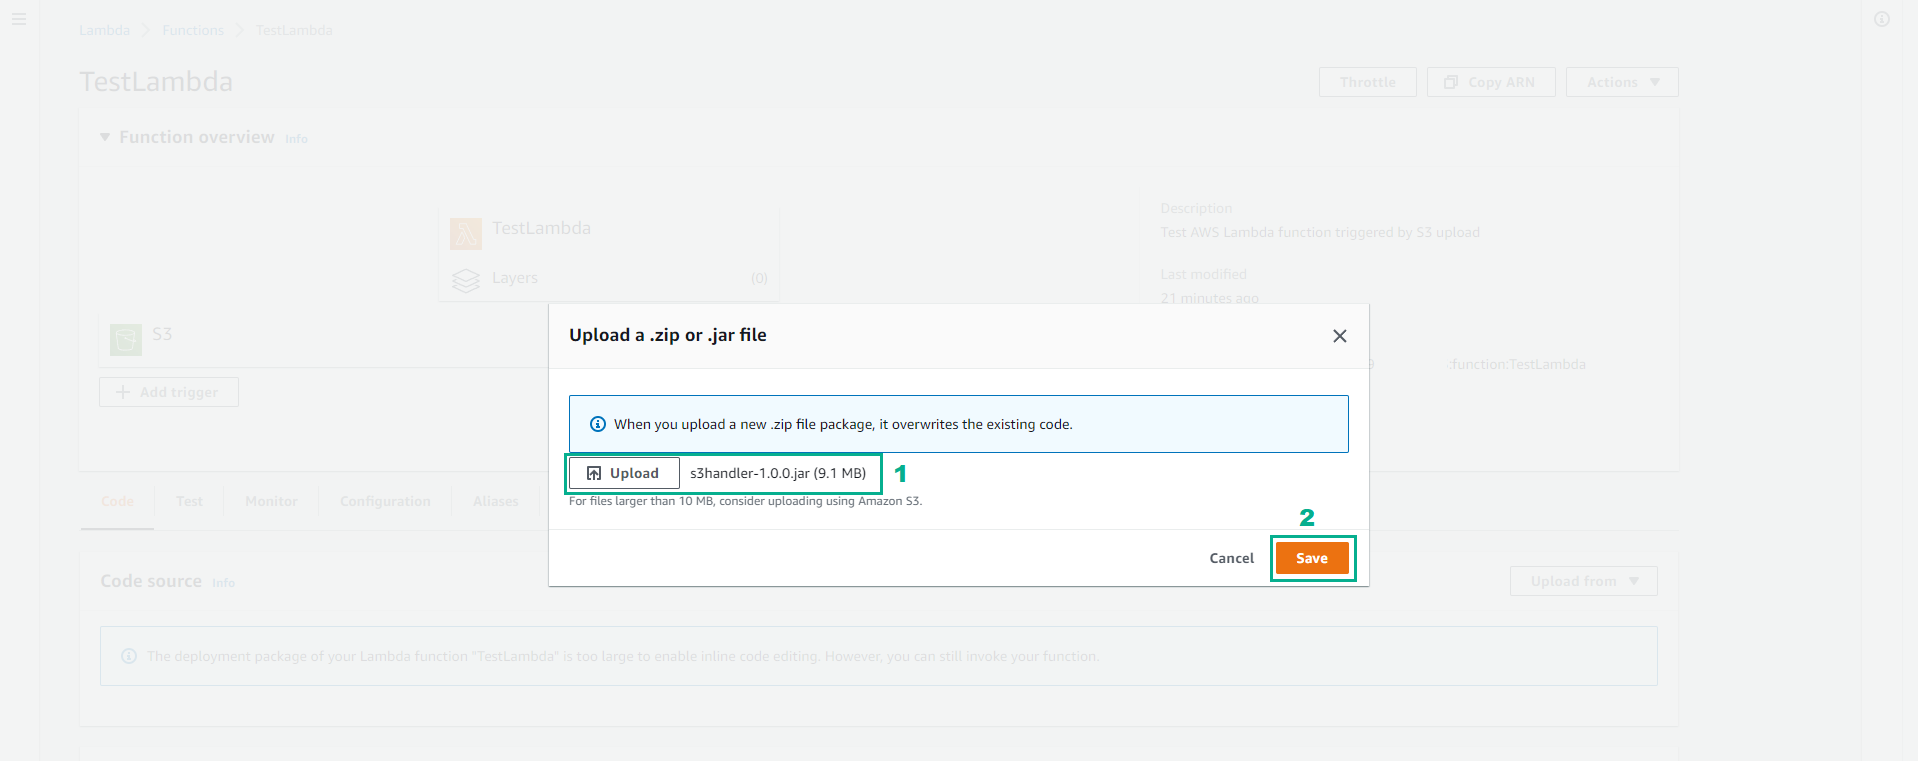 Lambda > Functions > TestLambda
TestLambda
Throttle
Copy ARN
Actions
Function overview Info
TestLambda
Layers (0)
S3
Add trigger
Description
Test AWS Lambda function triggered by S3 upload
Last modified
21 minutes ago
:function:TestLambda
Upload a .zip or .jar file
When you upload a new .zip file package, it overwrites the existing code.
Upload s3handler-1.0.0.jar (9.1 MB) 1
For files larger than 10 MB, consider uploading using Amazon S3.
2
Cancel Save
Code Test Monitor Configuration Aliases
Code source Info
Upload from
The deployment package of your Lambda function "TestLambda" is too large to enable inline code editing. However, you can still invoke your function.